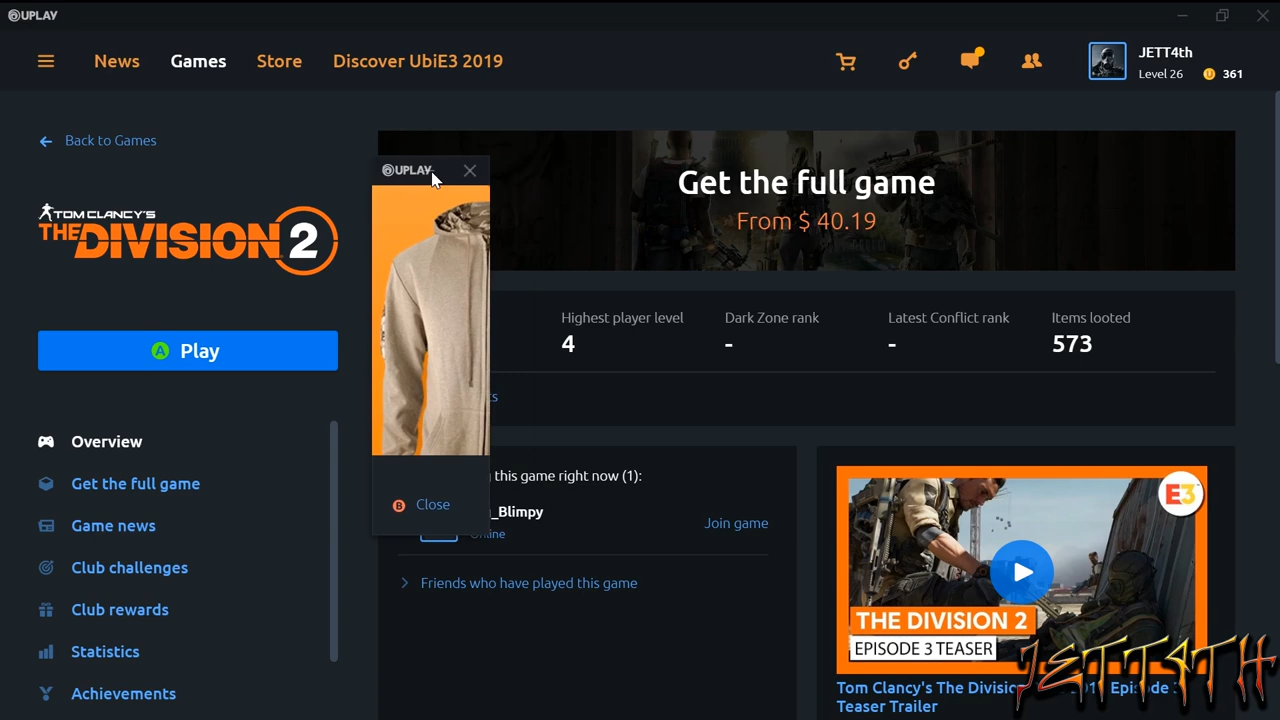 UPLAY
News Games Store Discover UbiE3 2019
JETT4th
Level 26 361
Back to Games
TOM CLANCY'S
THE DIVISION 2
A Play
Overview
Get the full game
Game news
Club challenges
Club rewards
Statistics
Achievements
UPLAY
B Close
Get the full game
From $ 40.19
Highest player level Dark Zone rank Latest Conflict rank Items looted
4 - - 573
this game right now (1):
_Blimpy
Online
Join game
Friends who have played this game
E3
THE DIVISION 2
EPISODE 3 TEASER
Tom Clancy's The Episode
Teaser Trailer
JETT4TH